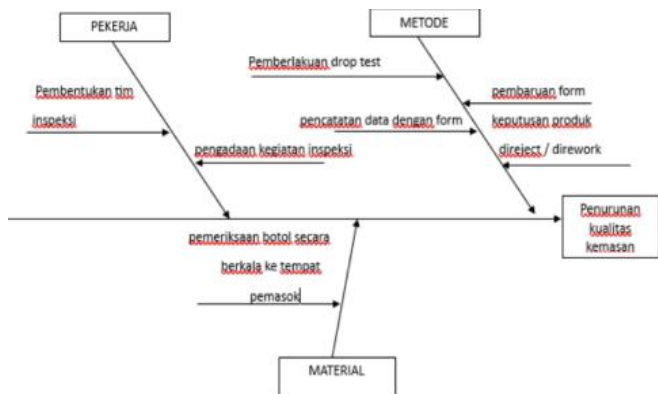 PEKERJA
METODE
Pemberlakuan drop test
Pembentukan tim
inspeksi
pembaruan form
pencatatan data dengan form
keputusan produk
pengadaan kegiatan inspeksi
direject / dirework
Penurunan
kualitas
kemasan
pemeriksaan botol secara
berkala ke tempat
pemasok
MATERIAL